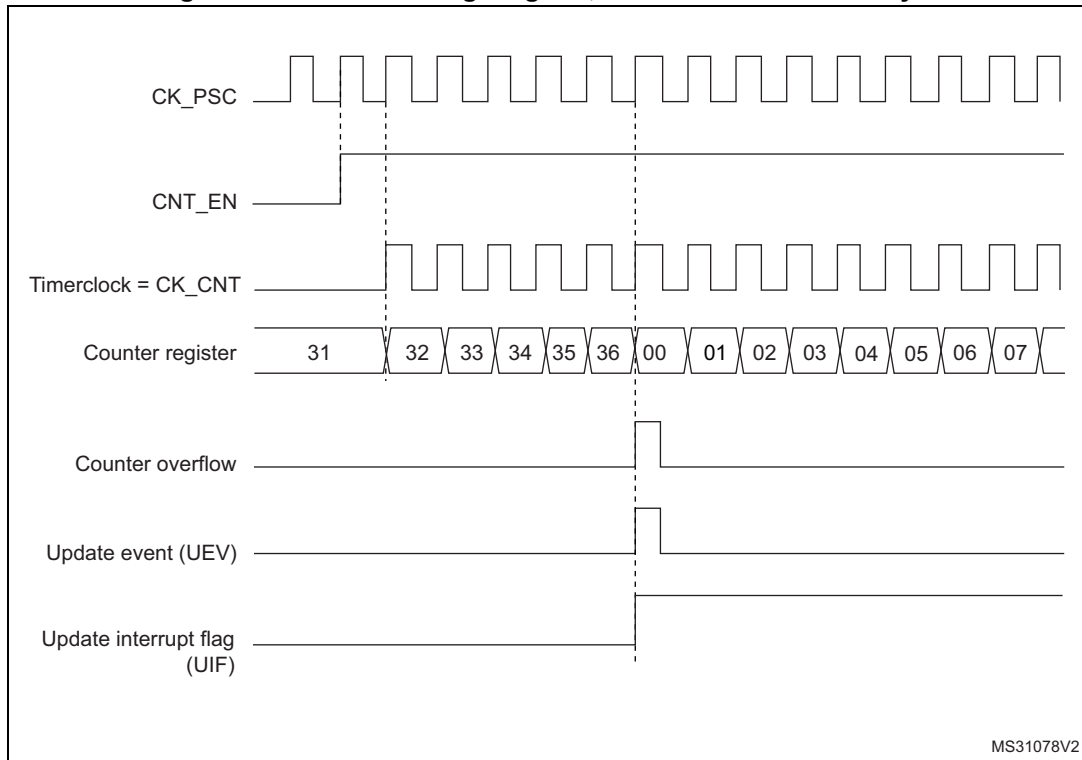 CK_PSC
CNT_EN
Timerclock = CK_CNT
Counter register 31 32 33 34 35 36 00 01 02 03 04 05 06 07
Counter overflow
Update event (UEV)
Update interrupt flag
(UIF)
MS31078V2